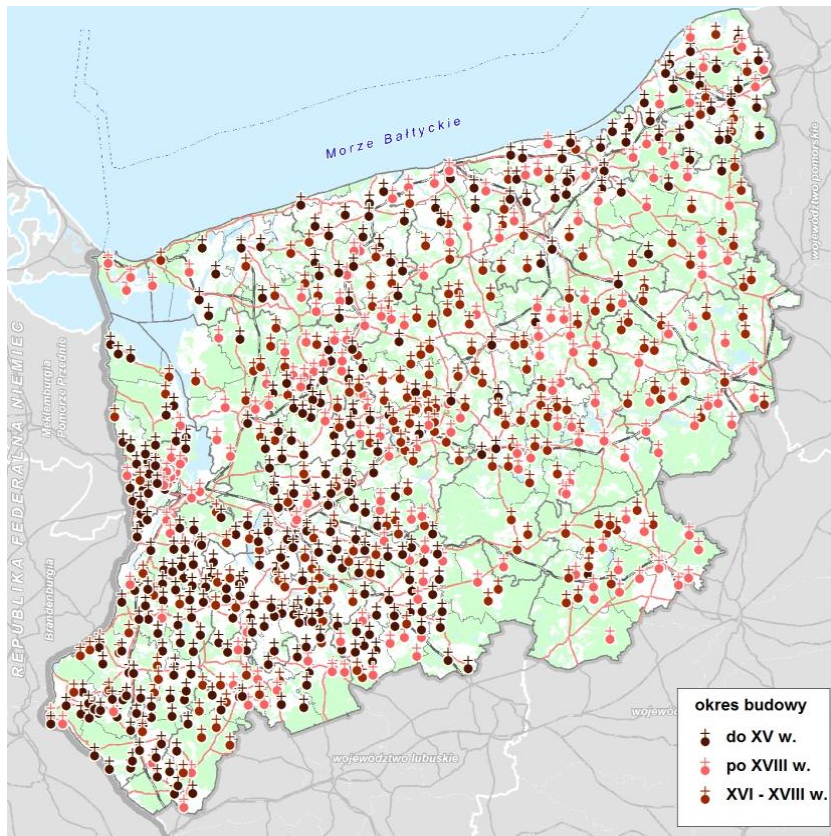 Morze Bałtyckie
województwo pomorskie
REPUBLIKA FEDERALNA NIEMIEC
Meklemburgia
Pomorze Przednie
Brandenburgia
województwo lubuskie
okres budowy
do XV w.
po XVIII w.
XVI - XVIII w.